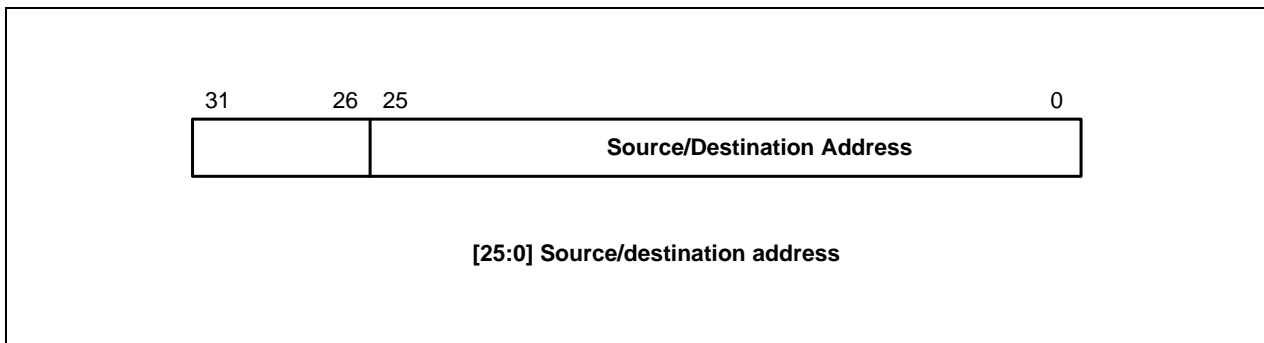 31 26 25 0
Source/Destination Address
[25:0] Source/destination address